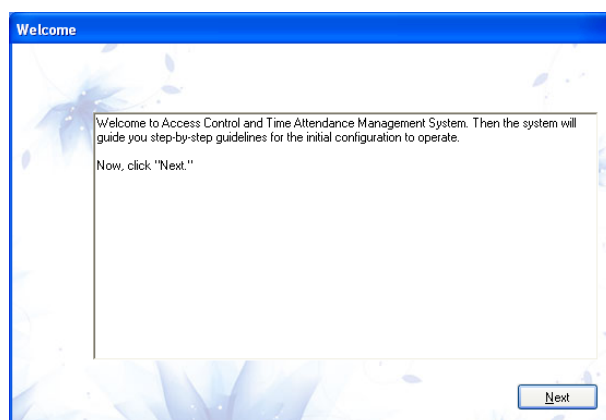 Welcome
Welcome to Access Control and Time Attendance Management System. Then the system will
guide you step-by-step guidelines for the initial configuration to operate.
Now, click "Next."
Next